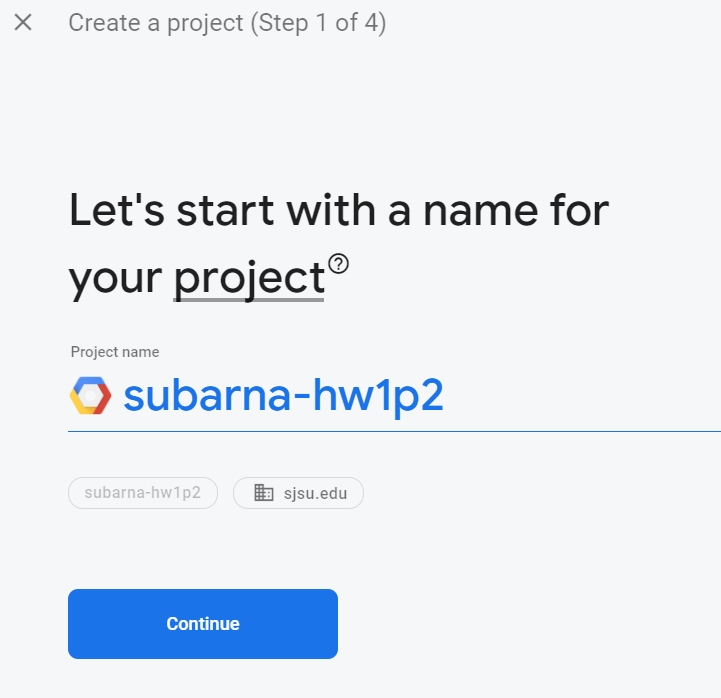 Create a project (Step 1 of 4)
Let's start with a name for
your project
Project name
subarna-hw1p2
subarna-hw1p2 sjsu.edu
Continue